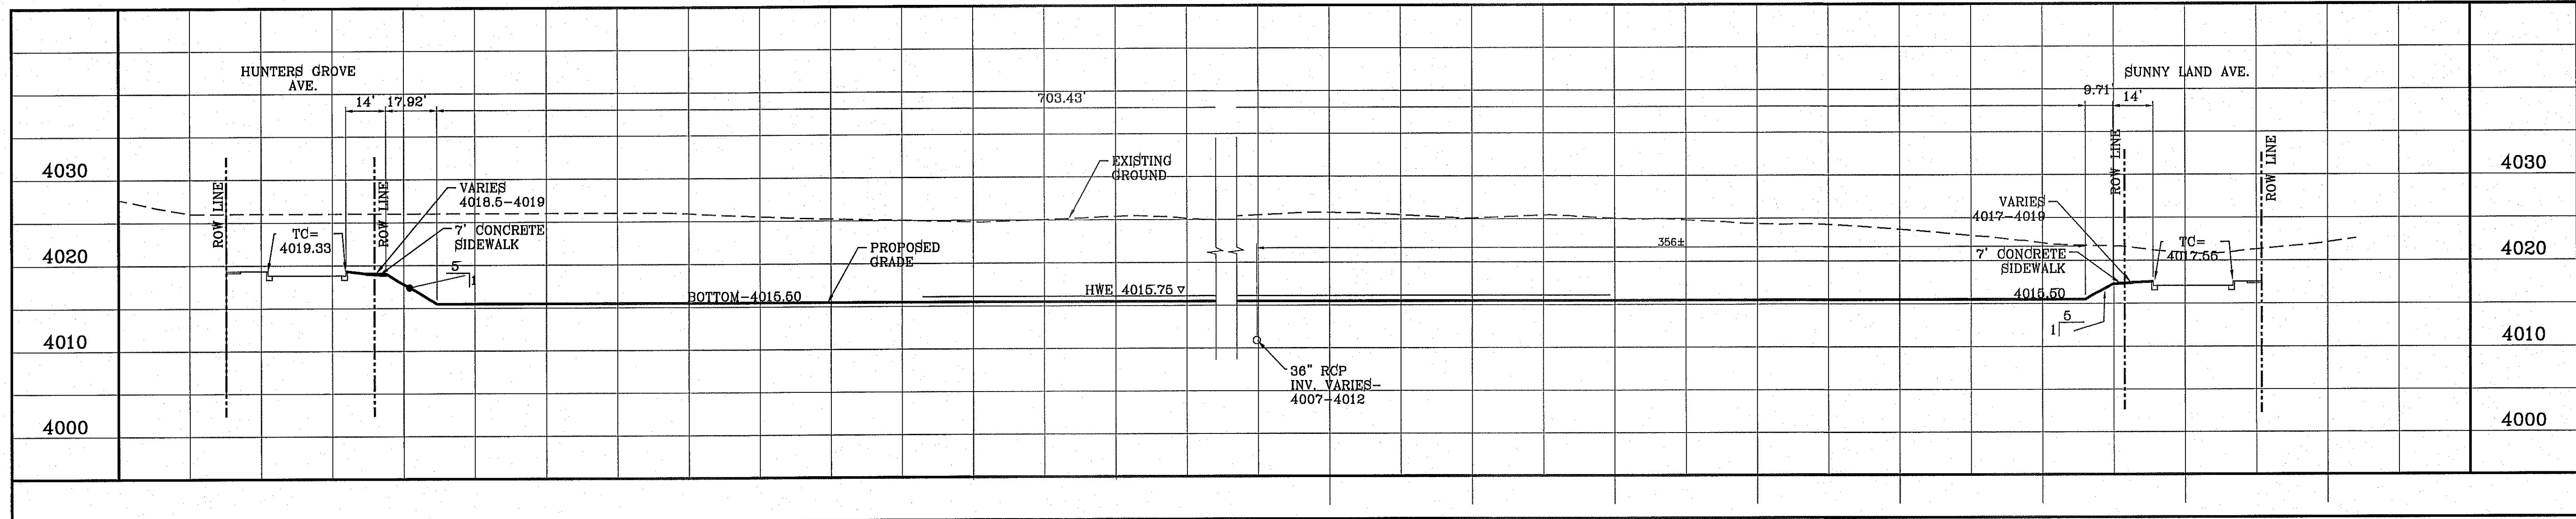 HUNTERS GROVE
AVE.
SUNNY LAND AVE.
14' 17.92'
703.43'
9.71'
14'
4030
4020
4010
4000
ROW LINE
TC=
4019.33
ROW LINE
VARIES
4018.5-4019
7' CONCRETE
SIDEWALK
5
1
PROPOSED
GRADE
BOTTOM-4015.50
EXISTING
GROUND
HWE 4015.75
36" RCP
INV. VARIES-
4007-4012
356±
VARIES
4017-4019
7' CONCRETE
SIDEWALK
4015.50
5
1
ROW LINE
TC=
4017.55
ROW LINE
4030
4020
4010
4000